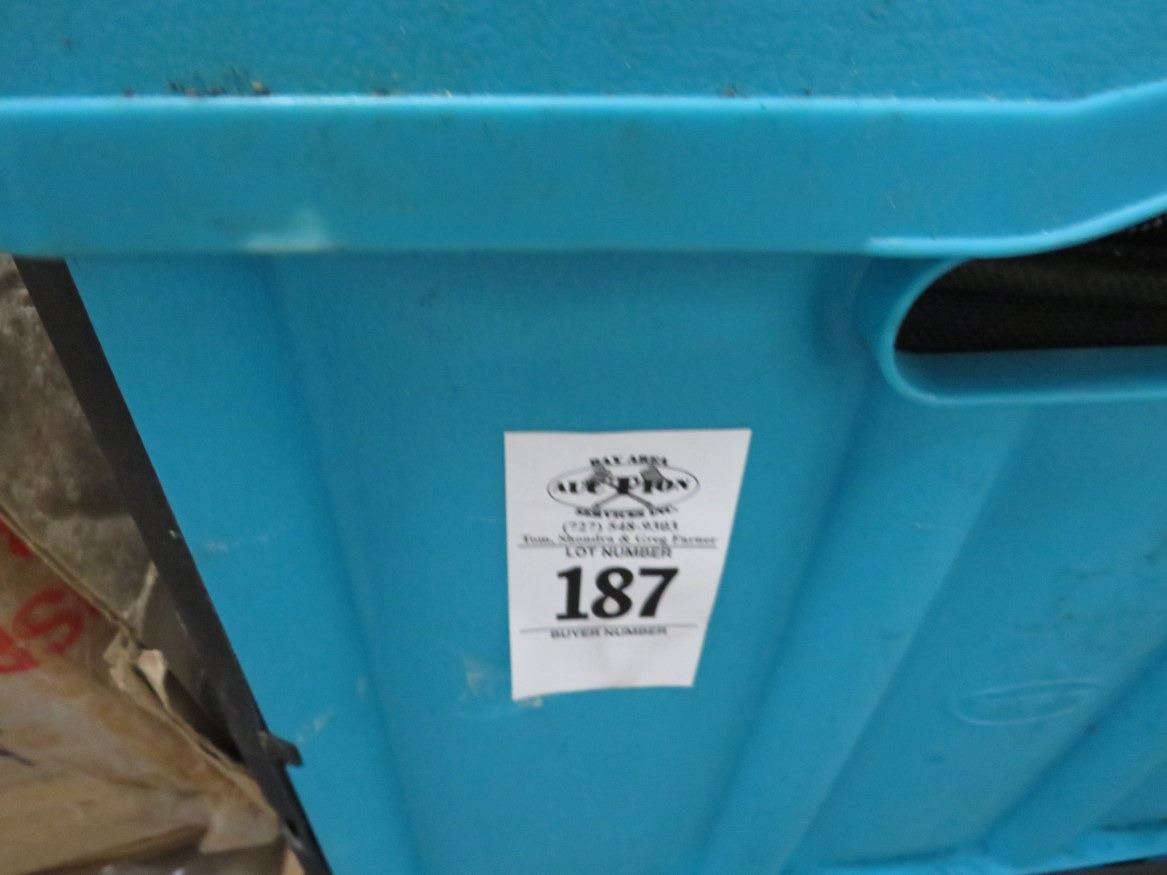 BAY AREA
AUCTION
SERVICES INC.
(727) 548-9303
Tom, Shondra & Greg Farner
LOT NUMBER
187
BUYER NUMBER